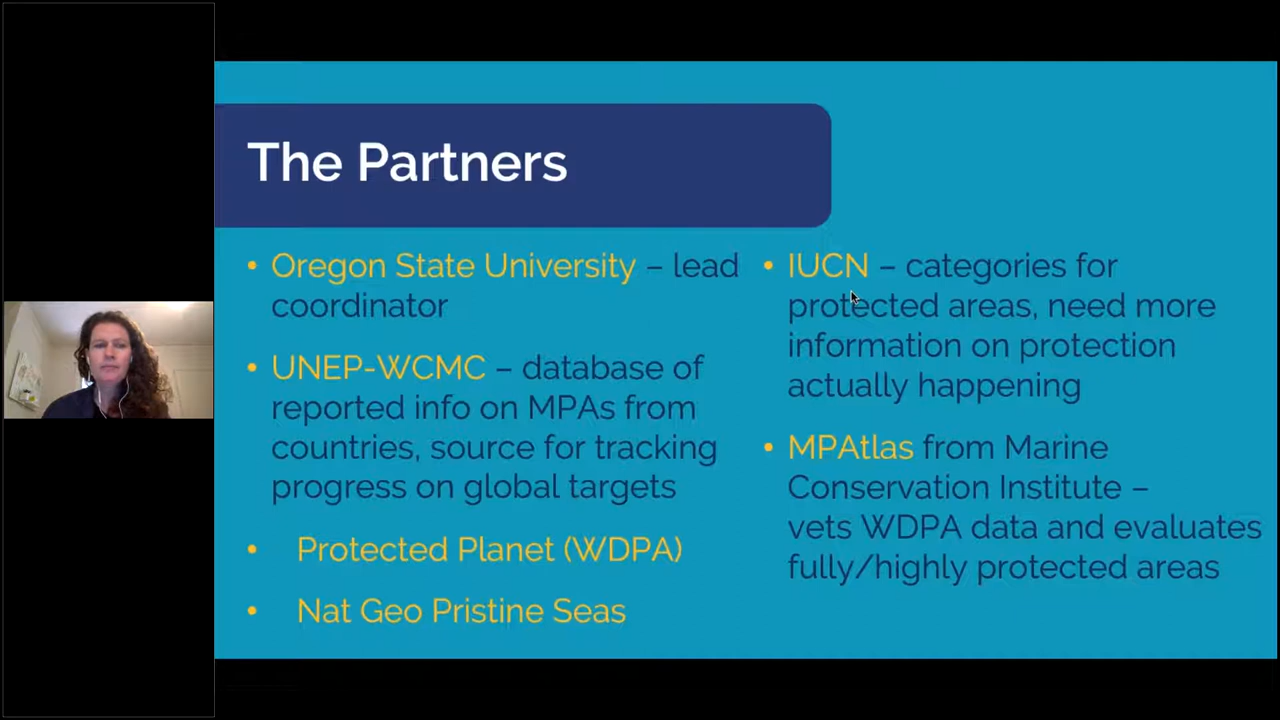 The Partners
• Oregon State University – lead
coordinator
• UNEP-WCMC – database of
reported info on MPAs from
countries, source for tracking
progress on global targets
• Protected Planet (WDPA)
• Nat Geo Pristine Seas
• IUCN – categories for
protected areas, need more
information on protection
actually happening
• MPAtlas from Marine
Conservation Institute –
vets WDPA data and evaluates
fully/highly protected areas